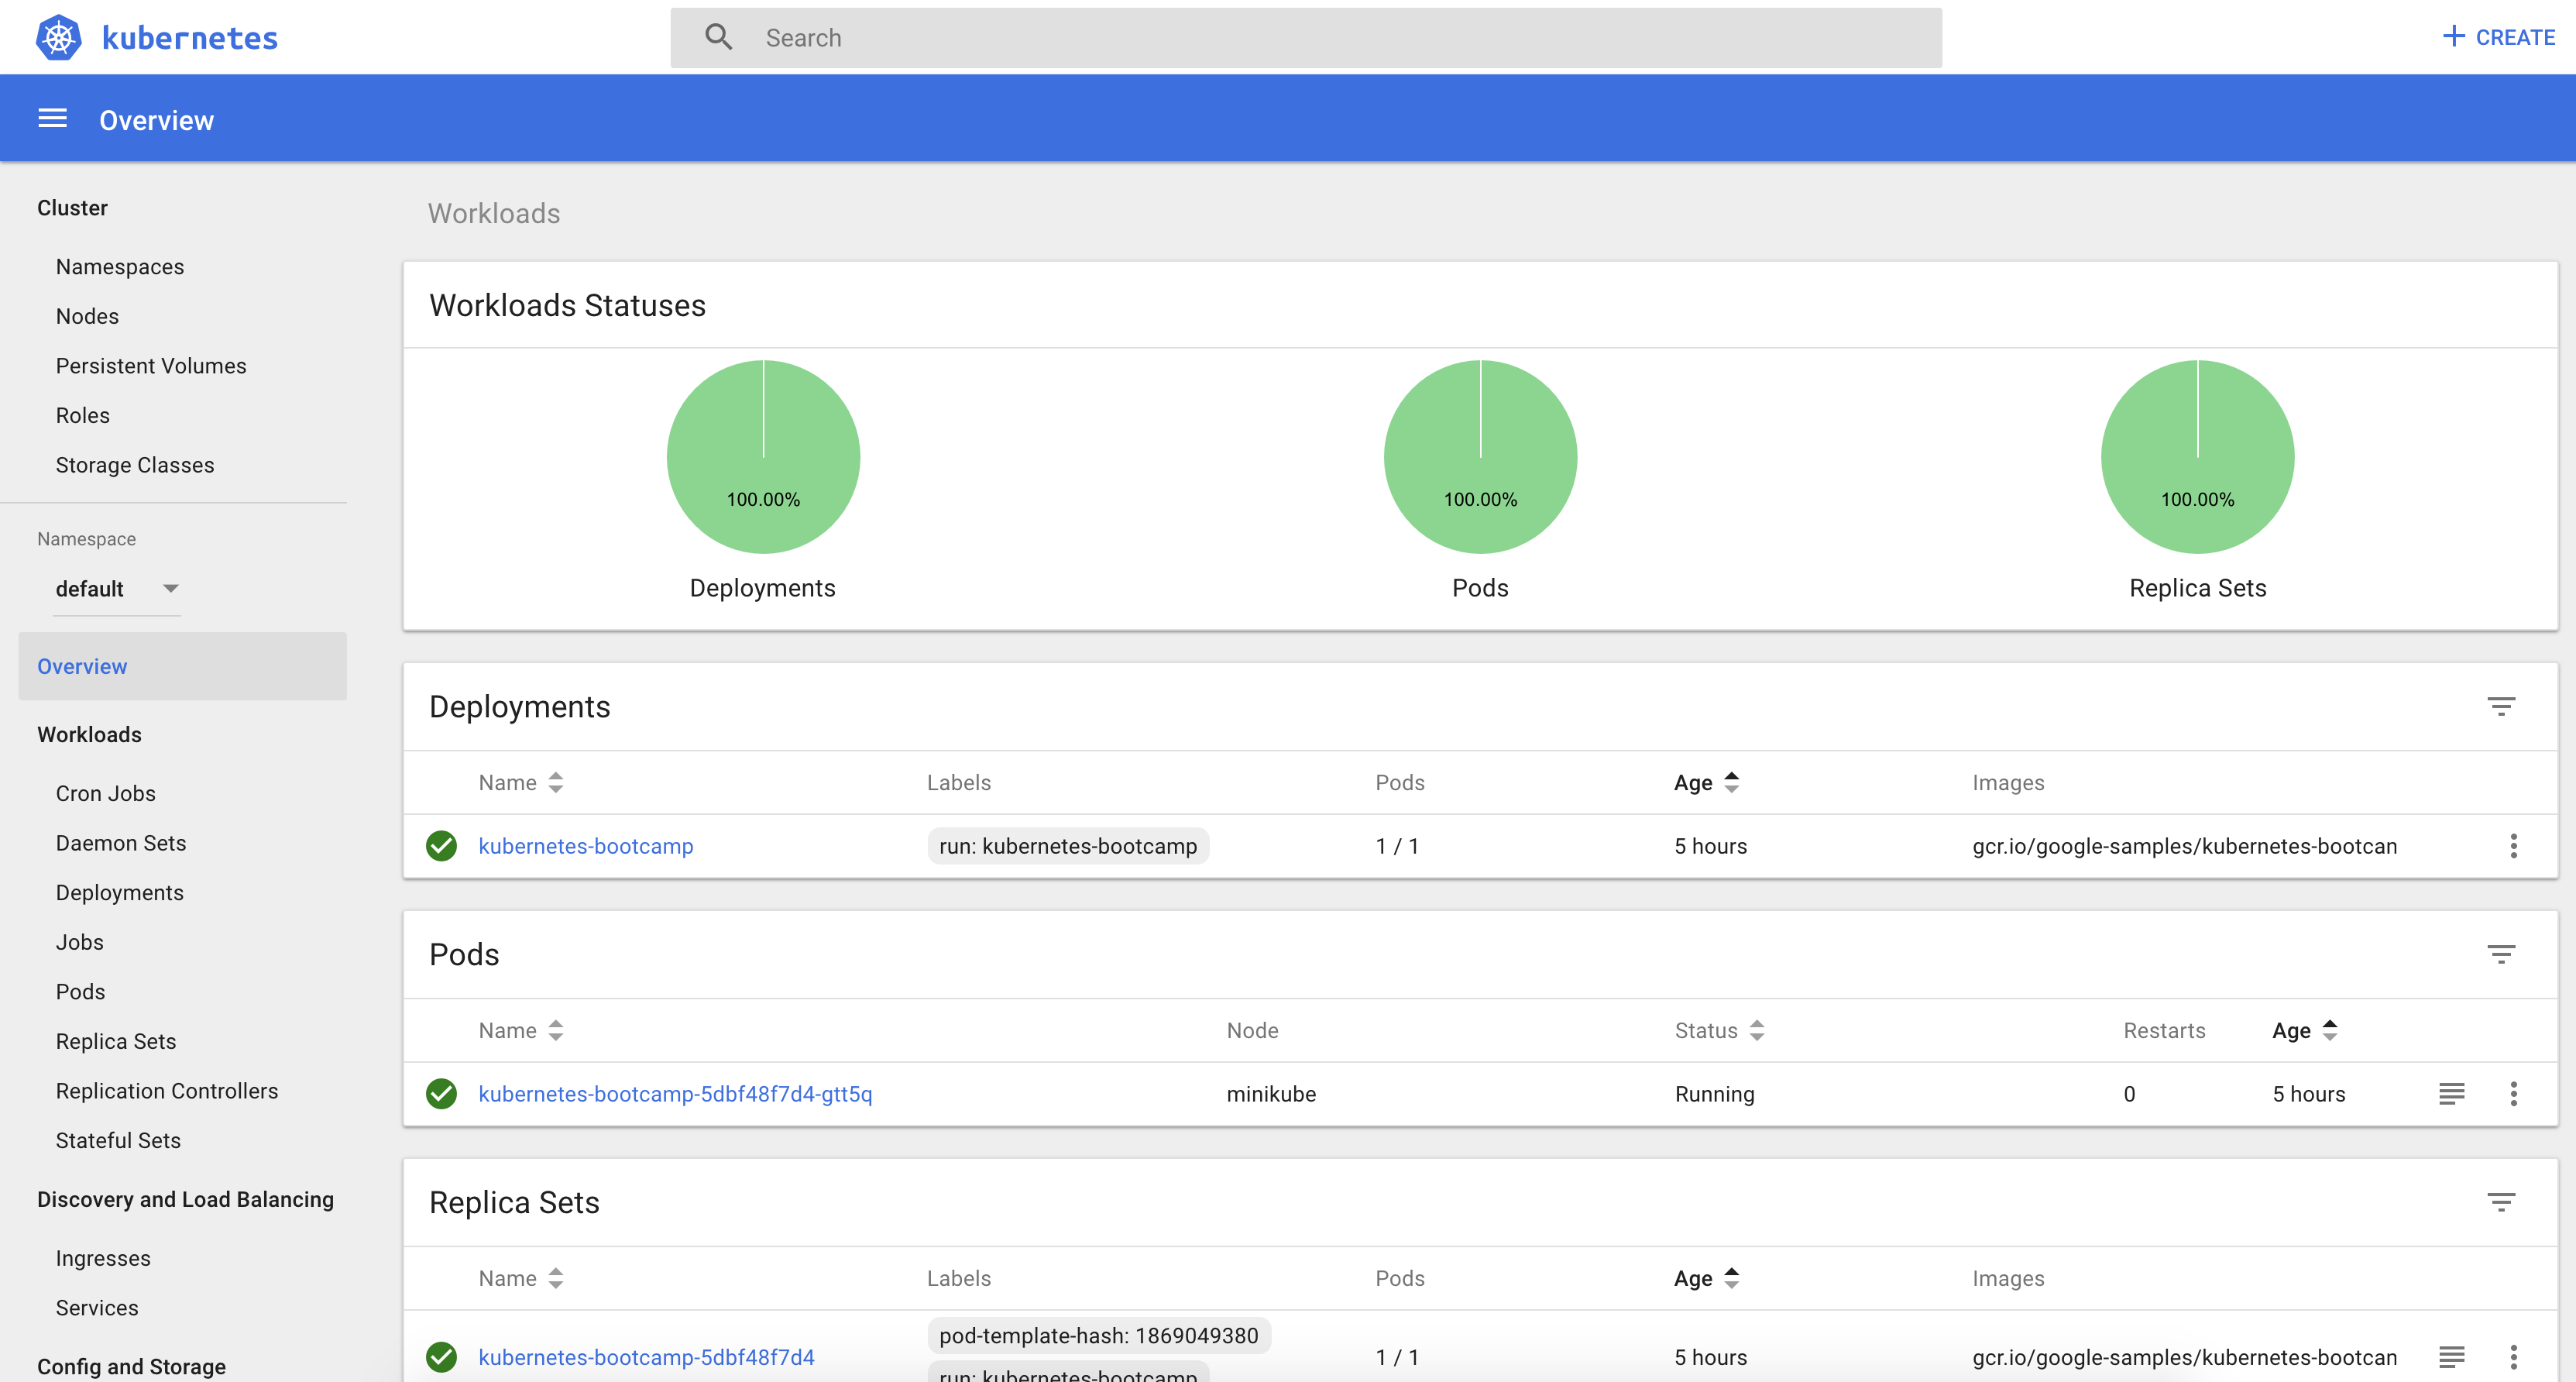 kubernetes
Search
CREATE
Overview
Cluster
Namespaces
Nodes
Persistent Volumes
Roles
Storage Classes
Namespace
default
Overview
Workloads
Cron Jobs
Daemon Sets
Deployments
Jobs
Pods
Replica Sets
Replication Controllers
Stateful Sets
Discovery and Load Balancing
Ingresses
Services
Config and Storage
Workloads
Workloads Statuses
100.00% 100.00% 100.00%
Deployments Pods Replica Sets
Deployments
Name Labels Pods Age Images
kubernetes-bootcamp run: kubernetes-bootcamp 1 / 1 5 hours gcr.io/google-samples/kubernetes-bootcan
Pods
Name Node Status Restarts Age
kubernetes-bootcamp-5dbf48f7d4-gtt5q minikube Running 0 5 hours
Replica Sets
Name Labels Pods Age Images
pod-template-hash: 1869049380
kubernetes-bootcamp-5dbf48f7d4 1 / 1 5 hours gcr.io/google-samples/kubernetes-bootcan
run: kubernetes-bootcamp